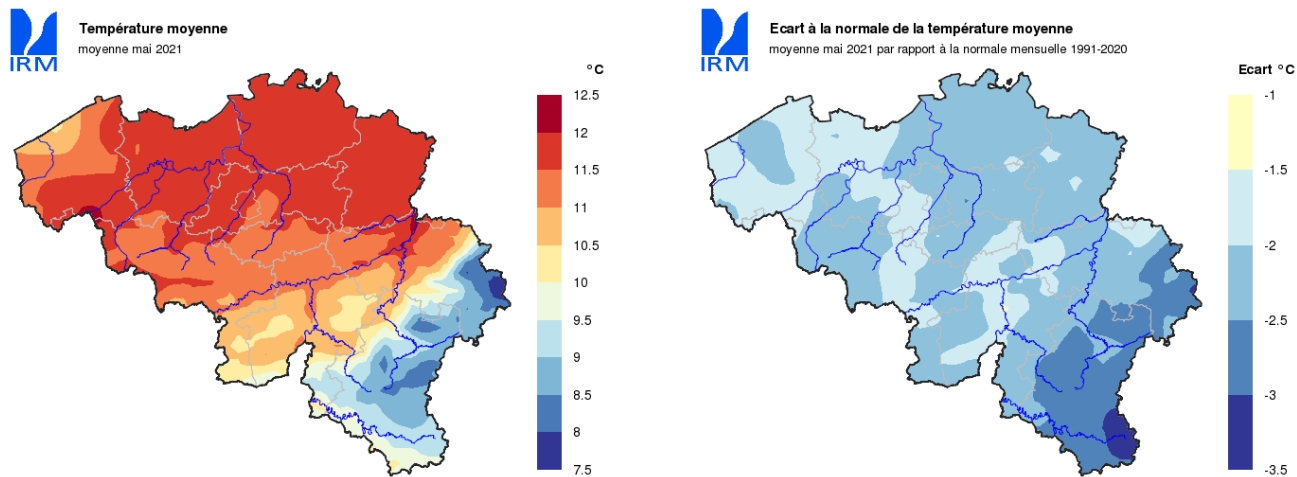 IRM
Température moyenne
moyenne mai 2021
°C
12.5
12
11.5
11
10.5
10
9.5
9
8.5
8
7.5
IRM
Ecart à la normale de la température moyenne
moyenne mai 2021 par rapport à la normale mensuelle 1991-2020
Ecart °C
-1
-1.5
-2
-2.5
-3
-3.5